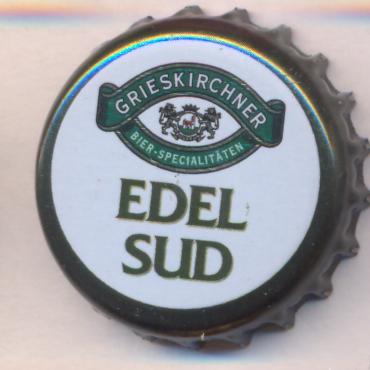 GRIESKIRCHNER
BIER-SPECIALITÄTEN
EDEL
SUD